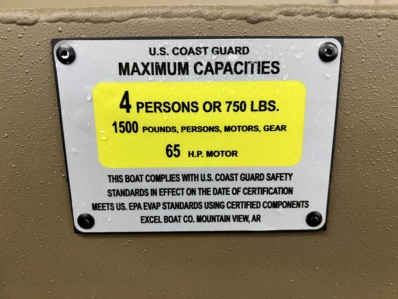 U.S. COAST GUARD
MAXIMUM CAPACITIES
4 PERSONS OR 750 LBS.
1500 POUNDS, PERSONS, MOTORS, GEAR
65 H.P. MOTOR
THIS BOAT COMPLIES WITH U.S. COAST GUARD SAFETY
STANDARDS IN EFFECT ON THE DATE OF CERTIFICATION
MEETS US. EPA EVAP STANDARDS USING CERTIFIED COMPONENTS
EXCEL BOAT CO. MOUNTAIN VIEW, AR